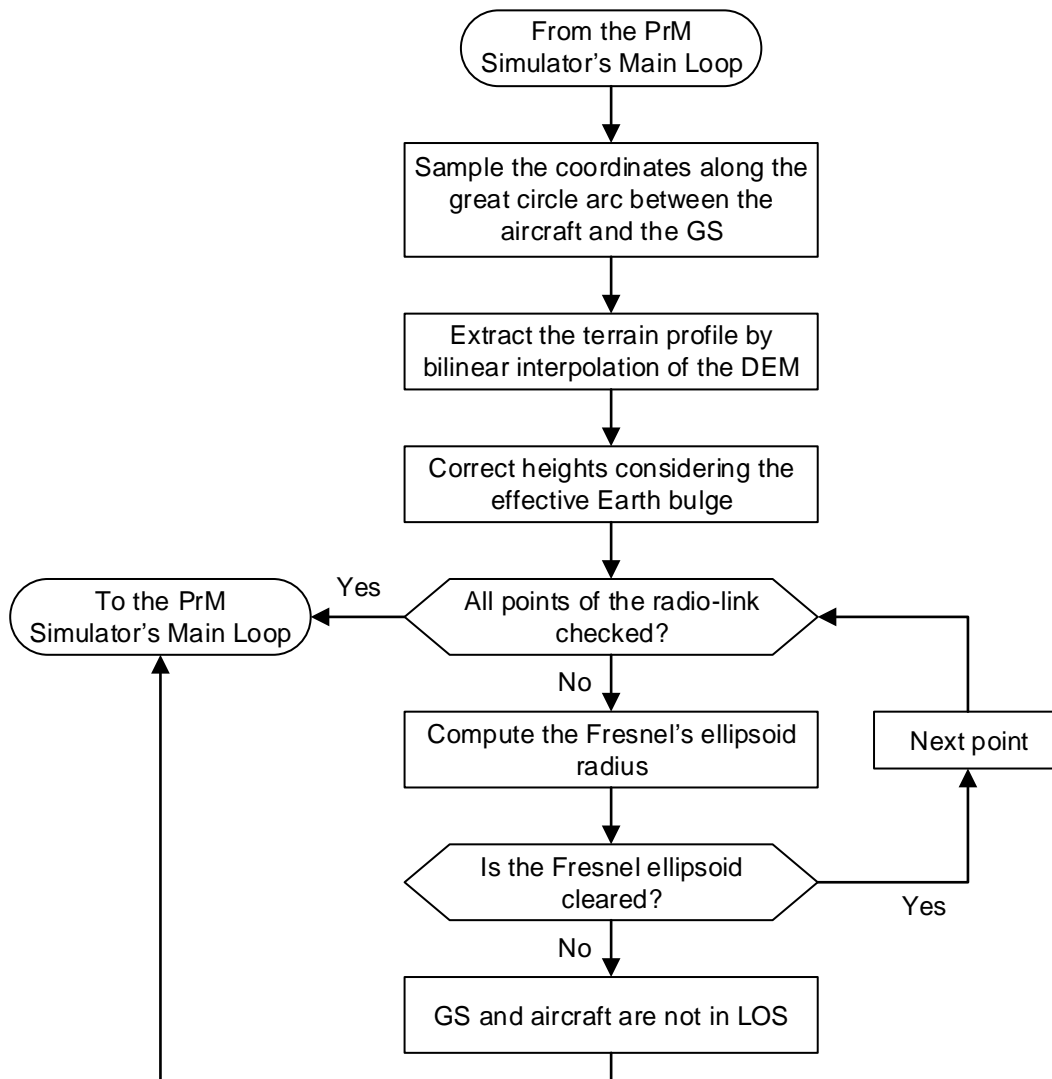 From the PrM
Simulator's Main Loop
Sample the coordinates along the
great circle arc between the
aircraft and the GS
Extract the terrain profile by
bilinear interpolation of the DEM
Correct heights considering the
effective Earth bulge
To the PrM
Simulator's Main Loop
Yes
All points of the radio-link
checked?
No
Compute the Fresnel's ellipsoid
radius
Next point
Is the Fresnel ellipsoid
cleared?
Yes
No
GS and aircraft are not in LOS